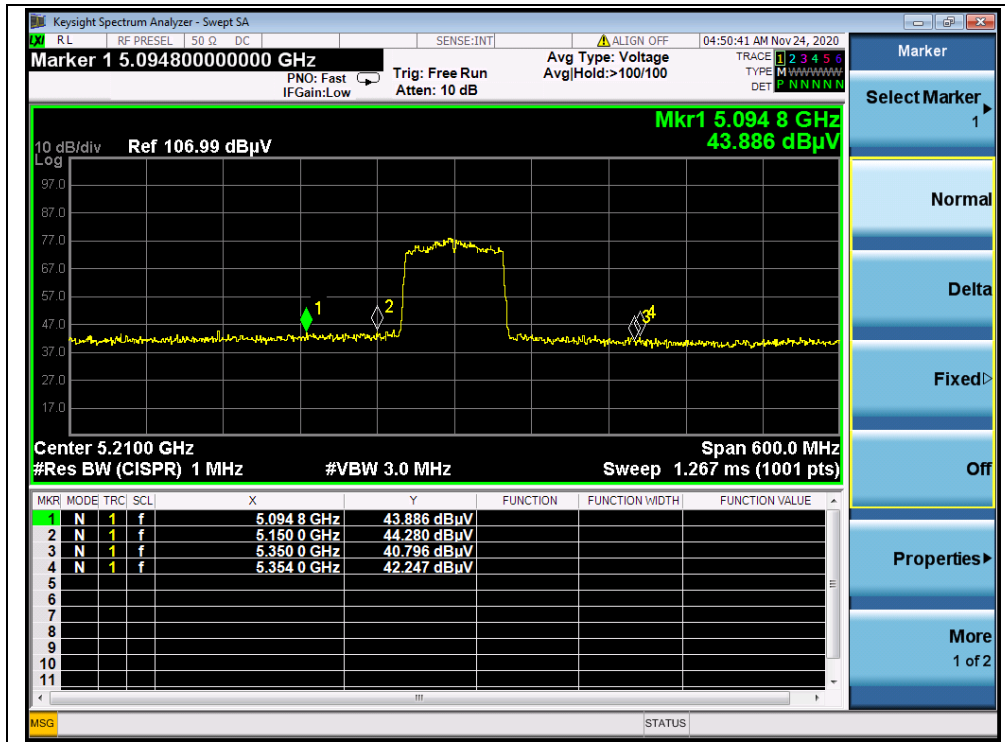 Keysight Spectrum Analyzer - Swept SA
LXI RL RF PRESEL 50 Ω DC SENSE:INT ALIGN OFF 04:50:41 AM Nov 24, 2020
Marker 1 5.094800000000 GHz
PNO: Fast
IFGain:Low
Trig: Free Run
Atten: 10 dB
Avg Type: Voltage
Avg|Hold:>100/100
TRACE 1 2 3 4 5 6
TYPE M WWWWW
DET P N N N N N
Mkr1 5.094 8 GHz
43.886 dBµV
10 dB/div Ref 106.99 dBµV
Log
97.0
87.0
77.0
67.0
57.0
47.0
37.0
27.0
17.0
1
2
3 4
Center 5.2100 GHz Span 600.0 MHz
#Res BW (CISPR) 1 MHz #VBW 3.0 MHz Sweep 1.267 ms (1001 pts)
MKR MODE TRC SCL X Y FUNCTION FUNCTION WIDTH FUNCTION VALUE
1 N 1 f 5.094 8 GHz 43.886 dBµV
2 N 1 f 5.150 0 GHz 44.280 dBµV
3 N 1 f 5.350 0 GHz 40.796 dBµV
4 N 1 f 5.354 0 GHz 42.247 dBµV
5
6
7
8
9
10
11
MSG STATUS
Marker
Select Marker
1
Normal
Delta
Fixed
Off
Properties
More
1 of 2